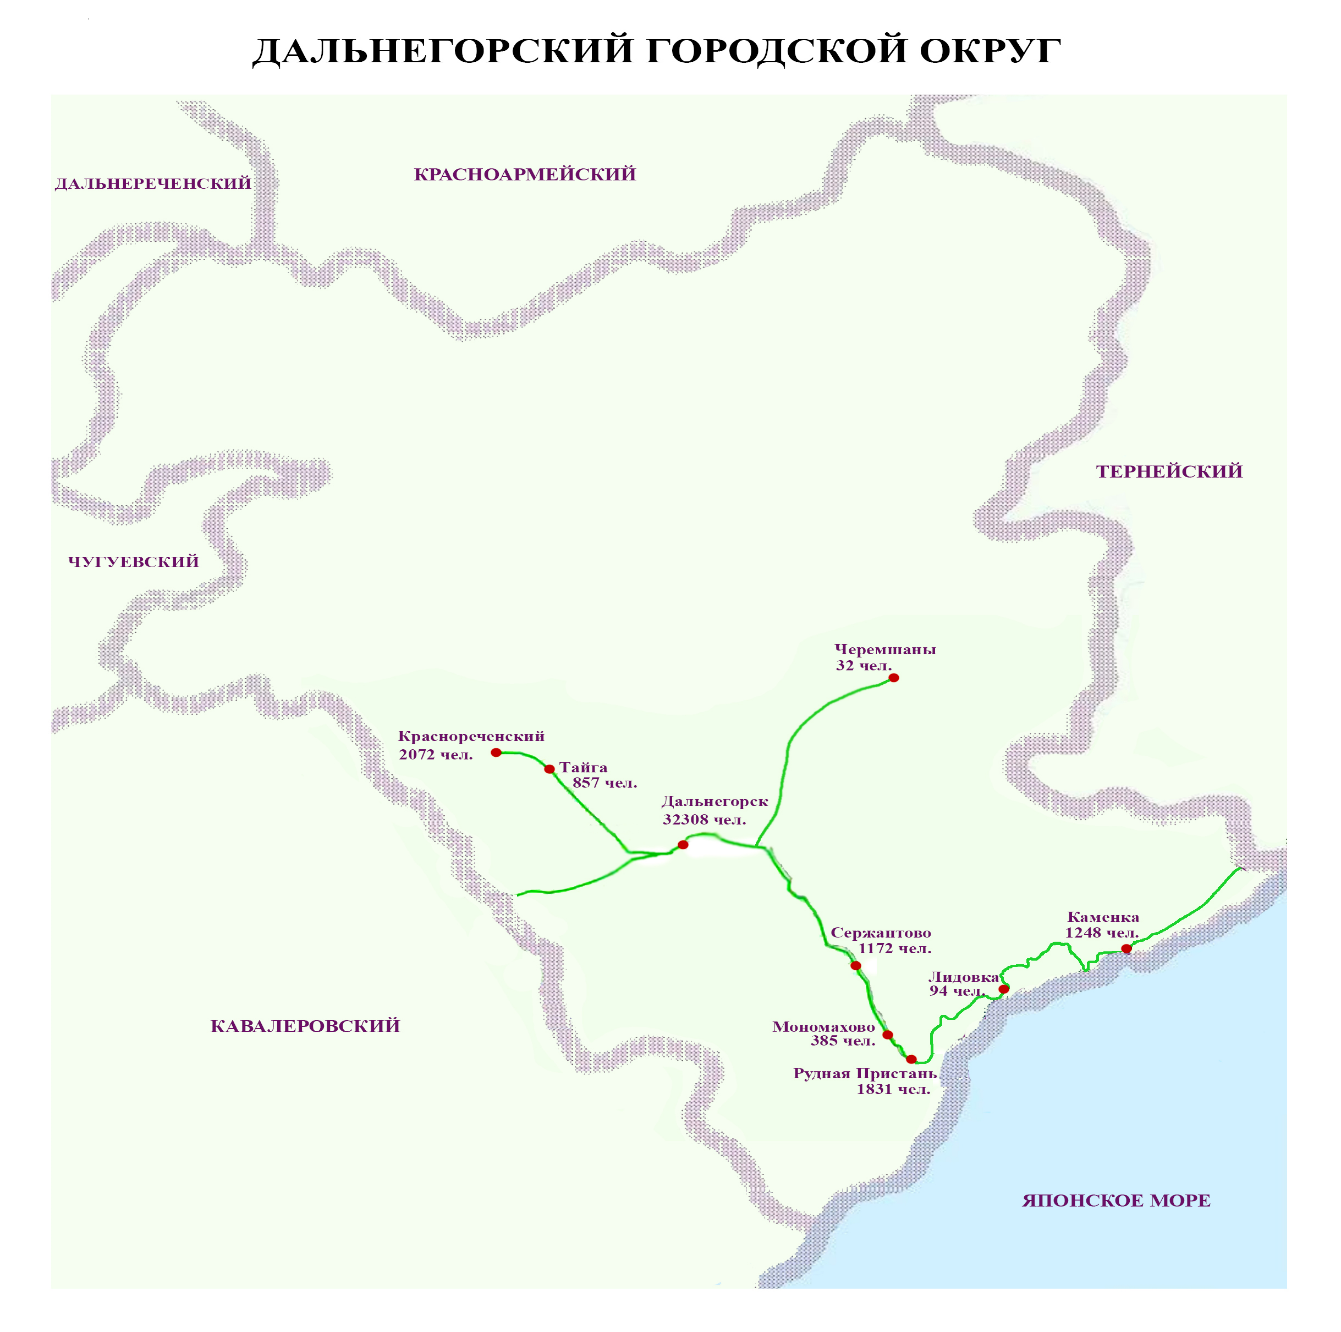 ДАЛЬНЕГОРСКИЙ ГОРОДСКОЙ ОКРУГ
КРАСНОАРМЕЙСКИЙ
ДАЛЬНЕРЕЧЕНСКИЙ
ТЕРНЕЙСКИЙ
ЧУГУЕВСКИЙ
Черемшаны
32 чел.
Краснореченский
2072 чел.
Тайга
857 чел.
Дальнегорск
32308 чел.
Каменка
1248 чел.
Сержантово
1172 чел.
Лидовка
94 чел.
КАВАЛЕРОВСКИЙ
Мономахово
385 чел.
Рудная Пристань
1831 чел.
ЯПОНСКОЕ МОРЕ